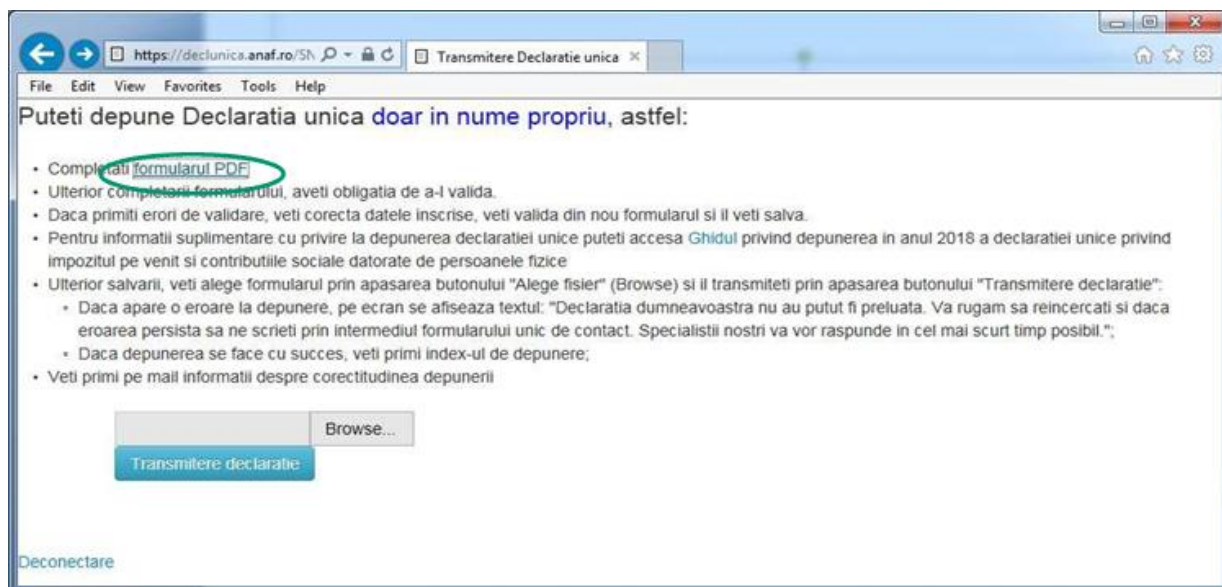 https://declunica.anaf.ro/SM
Transmitere Declaratie unica
File Edit View Favorites Tools Help
Puteti depune Declaratia unica doar in nume propriu, astfel:
• Completati formularul PDF
• Ulterior completarii formularului, aveti obligatia de a-l valida.
• Daca primiti erori de validare, veti corecta datele inscrise, veti valida din nou formularul si il veti salva.
• Pentru informatii suplimentare cu privire la depunerea declaratiei unice puteti accesa Ghidul privind depunerea in anul 2018 a declaratiei unice privind
impozitul pe venit si contributiile sociale datorate de persoanele fizice
• Ulterior salvarii, veti alege formularul prin apasarea butonului "Alege fisier" (Browse) si il transmiteti prin apasarea butonului "Transmitere declaratie":
◦ Daca apare o eroare la depunere, pe ecran se afiseaza textul: "Declaratia dumneavoastra nu au putut fi preluata. Va rugam sa reincercati si daca
eroarea persista sa ne scrieti prin intermediul formularului unic de contact. Specialistii nostri va vor raspunde in cel mai scurt timp posibil.";
◦ Daca depunerea se face cu succes, veti primi index-ul de depunere;
• Veti primi pe mail informatii despre corectitudinea depunerii
Browse...
Transmitere declaratie
Deconectare